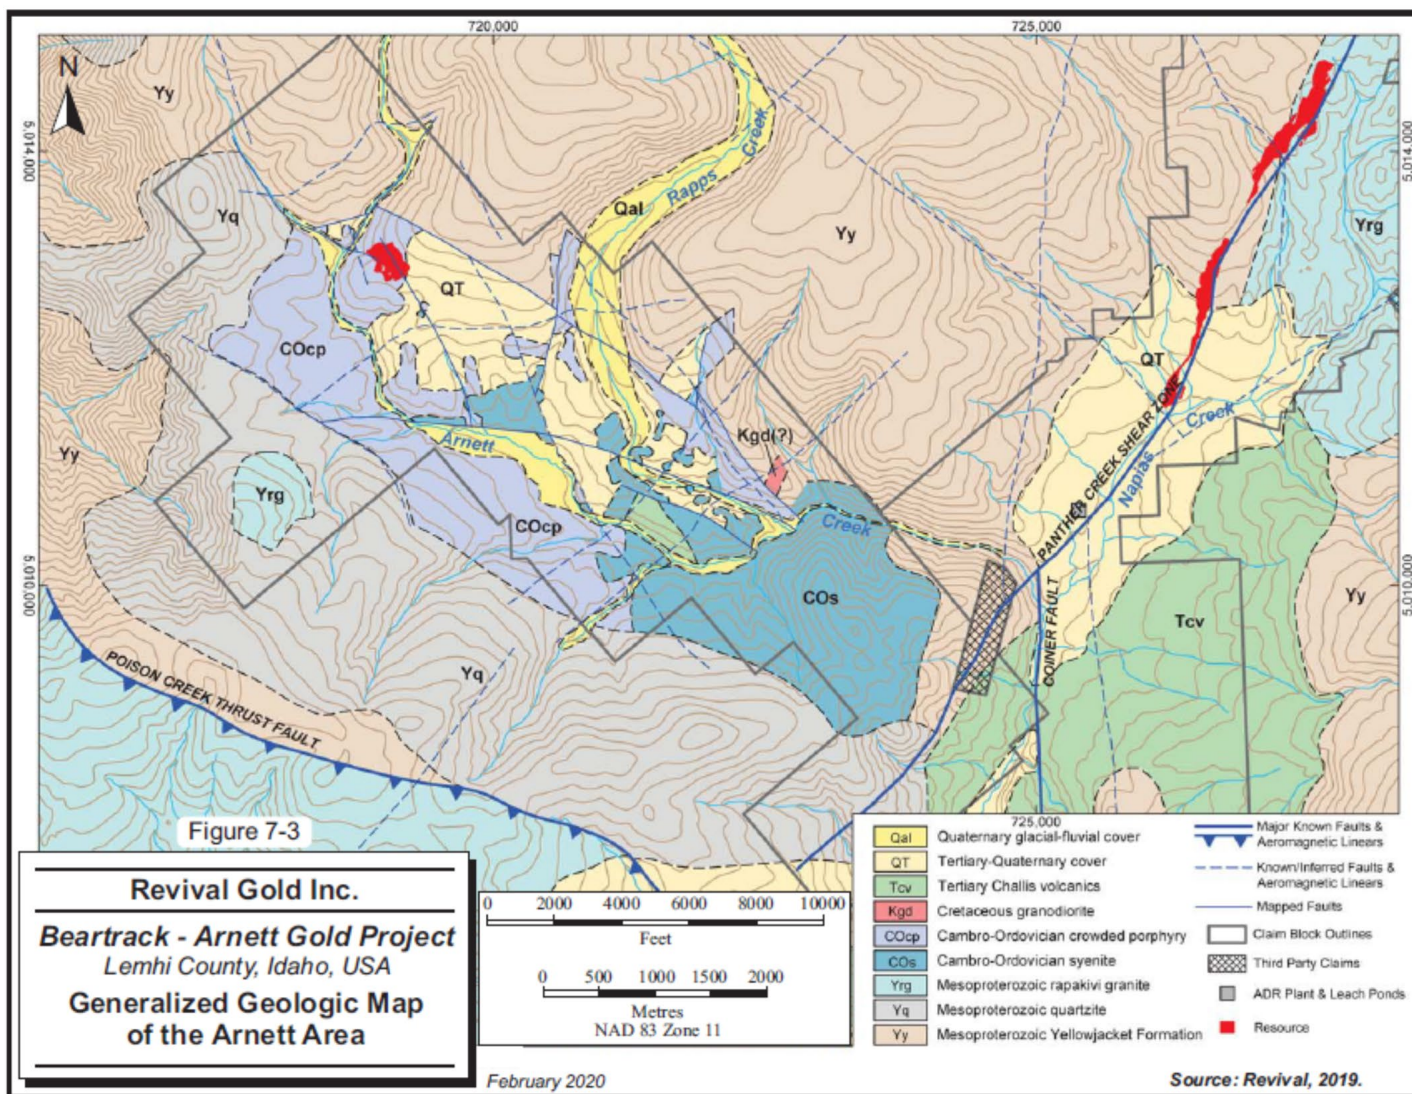 720,000
725,000
N
5,014,000
5,014,000
Yy
Yq
Qal
Rapps
Creek
Yy
Yrg
QT
COcp
QT
PANTHER CREEK SHEAR ZONE
Napias
Creek
Yy
Yrg
Arnett
COcp
Kgd(?)
Creek
COs
5,010,000
5,010,000
COINER FAULT
Tcv
Yy
Yq
POISON CREEK THRUST FAULT
725,000
Figure 7-3
Revival Gold Inc.
Beartrack - Arnett Gold Project
Lemhi County, Idaho, USA
Generalized Geologic Map
of the Arnett Area
0 2000 4000 6000 8000 10000
Feet
0 500 1000 1500 2000
Metres
NAD 83 Zone 11
Qal Quaternary glacial-fluvial cover
QT Tertiary-Quaternary cover
Tcv Tertiary Challis volcanics
Kgd Cretaceous granodiorite
COcp Cambro-Ordovician crowded porphyry
COs Cambro-Ordovician syenite
Yrg Mesoproterozoic rapakivi granite
Yq Mesoproterozoic quartzite
Yy Mesoproterozoic Yellowjacket Formation
Major Known Faults &
Aeromagnetic Linears
Known/Inferred Faults &
Aeromagnetic Linears
Mapped Faults
Claim Block Outlines
Third Party Claims
ADR Plant & Leach Ponds
Resource
February 2020
Source: Revival, 2019.